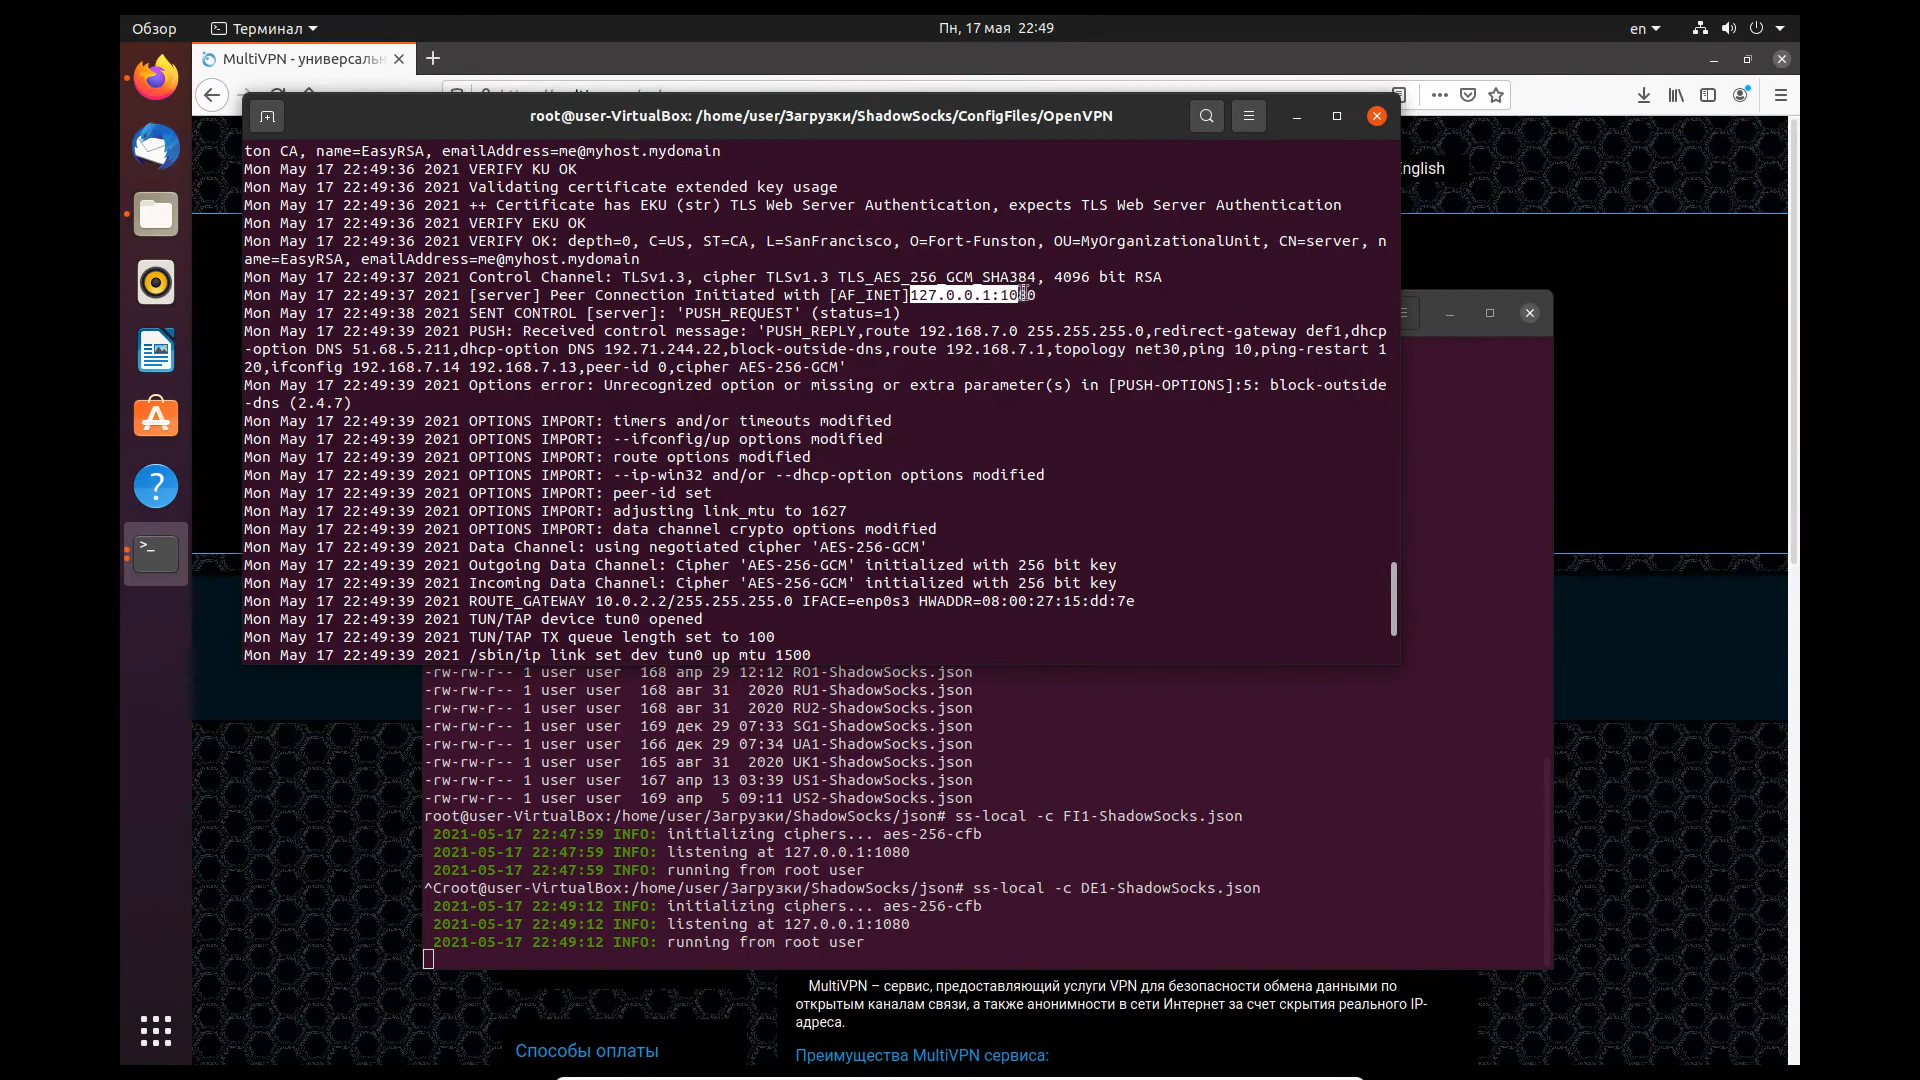 Обзор
Терминал
Пн, 17 мая 22:49
en
MultiVPN - универсальн
root@user-VirtualBox: /home/user/Загрузки/ShadowSocks/ConfigFiles/OpenVPN
English
ton CA, name=EasyRSA, emailAddress=me@myhost.mydomain
Mon May 17 22:49:36 2021 VERIFY KU OK
Mon May 17 22:49:36 2021 Validating certificate extended key usage
Mon May 17 22:49:36 2021 ++ Certificate has EKU (str) TLS Web Server Authentication, expects TLS Web Server Authentication
Mon May 17 22:49:36 2021 VERIFY EKU OK
Mon May 17 22:49:36 2021 VERIFY OK: depth=0, C=US, ST=CA, L=SanFrancisco, O=Fort-Funston, OU=MyOrganizationalUnit, CN=server, n
ame=EasyRSA, emailAddress=me@myhost.mydomain
Mon May 17 22:49:37 2021 Control Channel: TLSv1.3, cipher TLSv1.3 TLS_AES_256_GCM_SHA384, 4096 bit RSA
Mon May 17 22:49:37 2021 [server] Peer Connection Initiated with [AF_INET]127.0.0.1:1080
Mon May 17 22:49:38 2021 SENT CONTROL [server]: 'PUSH_REQUEST' (status=1)
Mon May 17 22:49:39 2021 PUSH: Received control message: 'PUSH_REPLY,route 192.168.7.0 255.255.255.0,redirect-gateway def1,dhcp
-option DNS 51.68.5.211,dhcp-option DNS 192.71.244.22,block-outside-dns,route 192.168.7.1,topology net30,ping 10,ping-restart 1
20,ifconfig 192.168.7.14 192.168.7.13,peer-id 0,cipher AES-256-GCM'
Mon May 17 22:49:39 2021 Options error: Unrecognized option or missing or extra parameter(s) in [PUSH-OPTIONS]:5: block-outside
-dns (2.4.7)
Mon May 17 22:49:39 2021 OPTIONS IMPORT: timers and/or timeouts modified
Mon May 17 22:49:39 2021 OPTIONS IMPORT: --ifconfig/up options modified
Mon May 17 22:49:39 2021 OPTIONS IMPORT: route options modified
Mon May 17 22:49:39 2021 OPTIONS IMPORT: --ip-win32 and/or --dhcp-option options modified
Mon May 17 22:49:39 2021 OPTIONS IMPORT: peer-id set
Mon May 17 22:49:39 2021 OPTIONS IMPORT: adjusting link_mtu to 1627
Mon May 17 22:49:39 2021 OPTIONS IMPORT: data channel crypto options modified
Mon May 17 22:49:39 2021 Data Channel: using negotiated cipher 'AES-256-GCM'
Mon May 17 22:49:39 2021 Outgoing Data Channel: Cipher 'AES-256-GCM' initialized with 256 bit key
Mon May 17 22:49:39 2021 Incoming Data Channel: Cipher 'AES-256-GCM' initialized with 256 bit key
Mon May 17 22:49:39 2021 ROUTE_GATEWAY 10.0.2.2/255.255.255.0 IFACE=enp0s3 HWADDR=08:00:27:15:dd:7e
Mon May 17 22:49:39 2021 TUN/TAP device tun0 opened
Mon May 17 22:49:39 2021 TUN/TAP TX queue length set to 100
Mon May 17 22:49:39 2021 /sbin/ip link set dev tun0 up mtu 1500
-rw-rw-r-- 1 user user 168 апр 29 12:12 RO1-ShadowSocks.json
-rw-rw-r-- 1 user user 168 авг 31 2020 RU1-ShadowSocks.json
-rw-rw-r-- 1 user user 168 авг 31 2020 RU2-ShadowSocks.json
-rw-rw-r-- 1 user user 169 дек 29 07:33 SG1-ShadowSocks.json
-rw-rw-r-- 1 user user 166 дек 29 07:34 UA1-ShadowSocks.json
-rw-rw-r-- 1 user user 165 авг 31 2020 UK1-ShadowSocks.json
-rw-rw-r-- 1 user user 167 апр 13 03:39 US1-ShadowSocks.json
-rw-rw-r-- 1 user user 169 апр 5 09:11 US2-ShadowSocks.json
root@user-VirtualBox:/home/user/Загрузки/ShadowSocks/json# ss-local -c FI1-ShadowSocks.json
2021-05-17 22:47:59 INFO: initializing ciphers... aes-256-cfb
2021-05-17 22:47:59 INFO: listening at 127.0.0.1:1080
2021-05-17 22:47:59 INFO: running from root user
^Croot@user-VirtualBox:/home/user/Загрузки/ShadowSocks/json# ss-local -c DE1-ShadowSocks.json
2021-05-17 22:49:12 INFO: initializing ciphers... aes-256-cfb
2021-05-17 22:49:12 INFO: listening at 127.0.0.1:1080
2021-05-17 22:49:12 INFO: running from root user
MultiVPN – сервис, предоставляющий услуги VPN для безопасности обмена данными по
открытым каналам связи, а также анонимности в сети Интернет за счет скрытия реального IP-
адреса.
Способы оплаты
Преимущества MultiVPN сервиса: